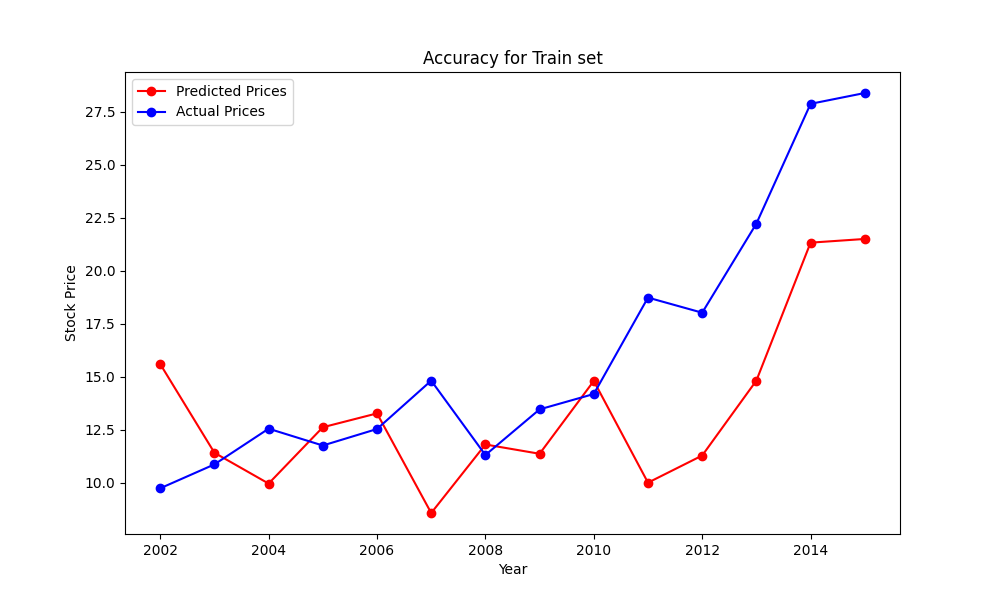 Accuracy for Train set
Predicted Prices
Actual Prices
27.5
25.0
22.5
20.0
17.5
15.0
12.5
10.0
Stock Price
2002 2004 2006 2008 2010 2012 2014
Year